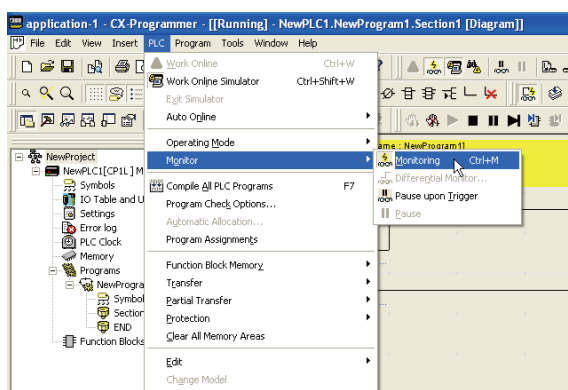 application-1 - CX-Programmer - [[Running] - NewPLC1.NewProgram1.Section1 [Diagram]]
File Edit View Insert PLC Program Tools Window Help
Work Online Ctrl+W
Work Online Simulator Ctrl+Shift+W
Exit Simulator
Auto Online
Operating Mode
Monitor
Monitoring Ctrl+M
Differential Monitor...
Pause upon Trigger
Pause
Compile All PLC Programs F7
Program Check Options...
Automatic Allocation...
Program Assignments
Function Block Memory
Transfer
Partial Transfer
Protection
Clear All Memory Areas
Edit
Change Model
ame : NewProgram1]
NewProject
NewPLC1[CP1L] M
Symbols
IO Table and U
Settings
Error log
PLC Clock
Memory
Programs
NewProgra
Symbol
Section
END
Function Blocks